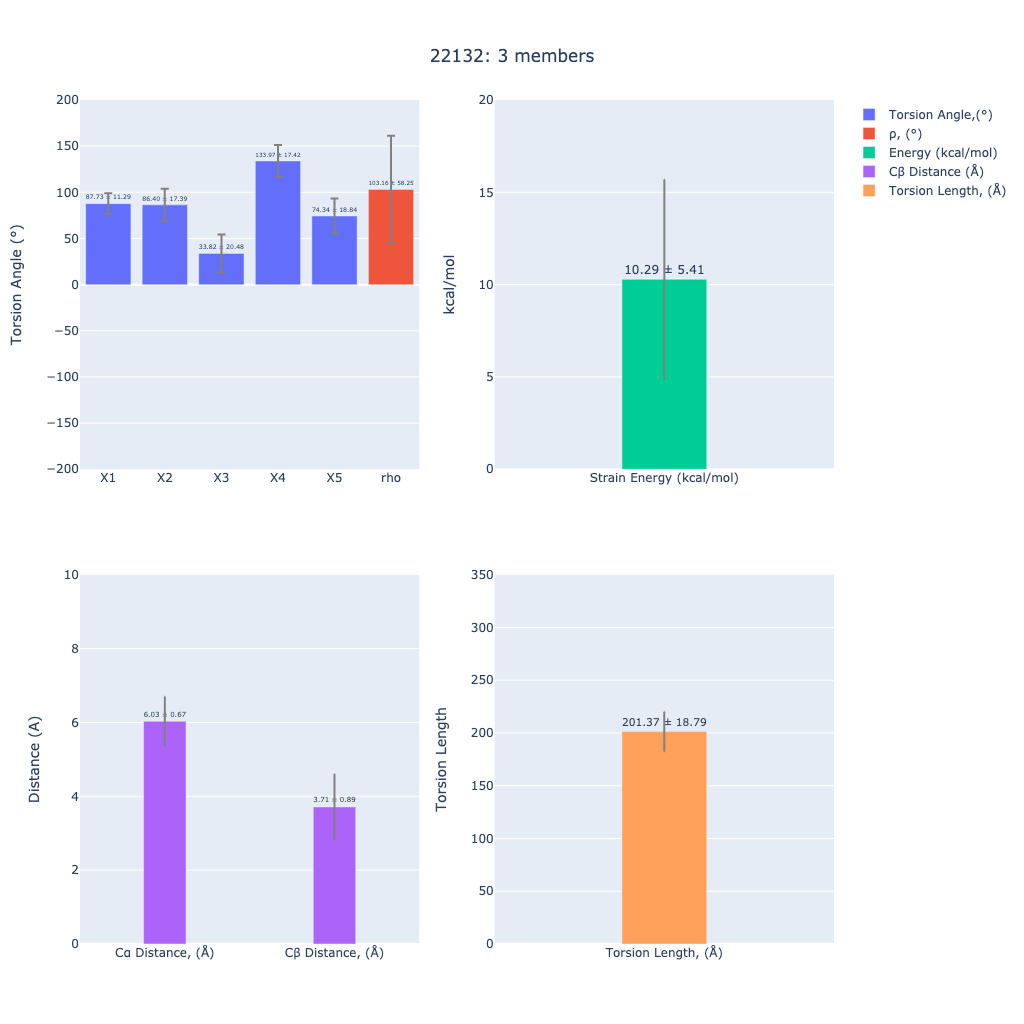 22132: 3 members
200
150
100
50
0
−50
−100
−150
−200
Torsion Angle (°)
87.73 ± 11.29
86.40 ± 17.39
33.82 ± 20.48
133.97 ± 17.42
74.34 ± 18.84
103.16 ± 58.25
X1
X2
X3
X4
X5
rho
20
15
10
5
0
kcal/mol
10.29 ± 5.41
Strain Energy (kcal/mol)
Torsion Angle,(°)
ρ, (°)
Energy (kcal/mol)
Cβ Distance (Å)
Torsion Length, (Å)
10
8
6
4
2
0
Distance (A)
6.03 ± 0.67
3.71 ± 0.89
Cα Distance, (Å)
Cβ Distance, (Å)
350
300
250
200
150
100
50
0
Torsion Length
201.37 ± 18.79
Torsion Length, (Å)